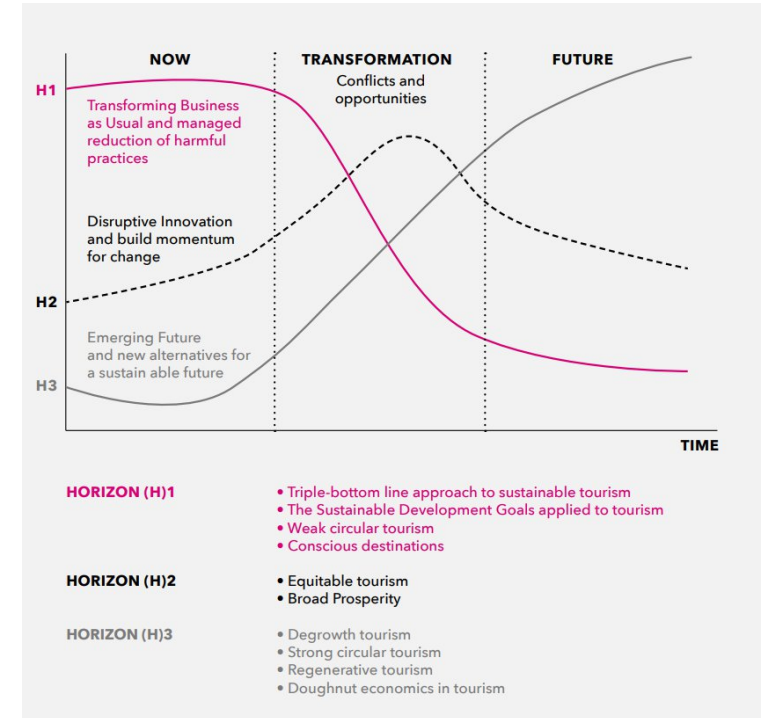 NOW
TRANSFORMATION
FUTURE
Conflicts and
opportunities
H1
Transforming Business
as Usual and managed
reduction of harmful
practices
Disruptive Innovation
and build momentum
for change
H2
Emerging Future
and new alternatives for
a sustain able future
H3
TIME
HORIZON (H)1
• Triple-bottom line approach to sustainable tourism
• The Sustainable Development Goals applied to tourism
• Weak circular tourism
• Conscious destinations
HORIZON (H)2
• Equitable tourism
• Broad Prosperity
HORIZON (H)3
• Degrowth tourism
• Strong circular tourism
• Regenerative tourism
• Doughnut economics in tourism